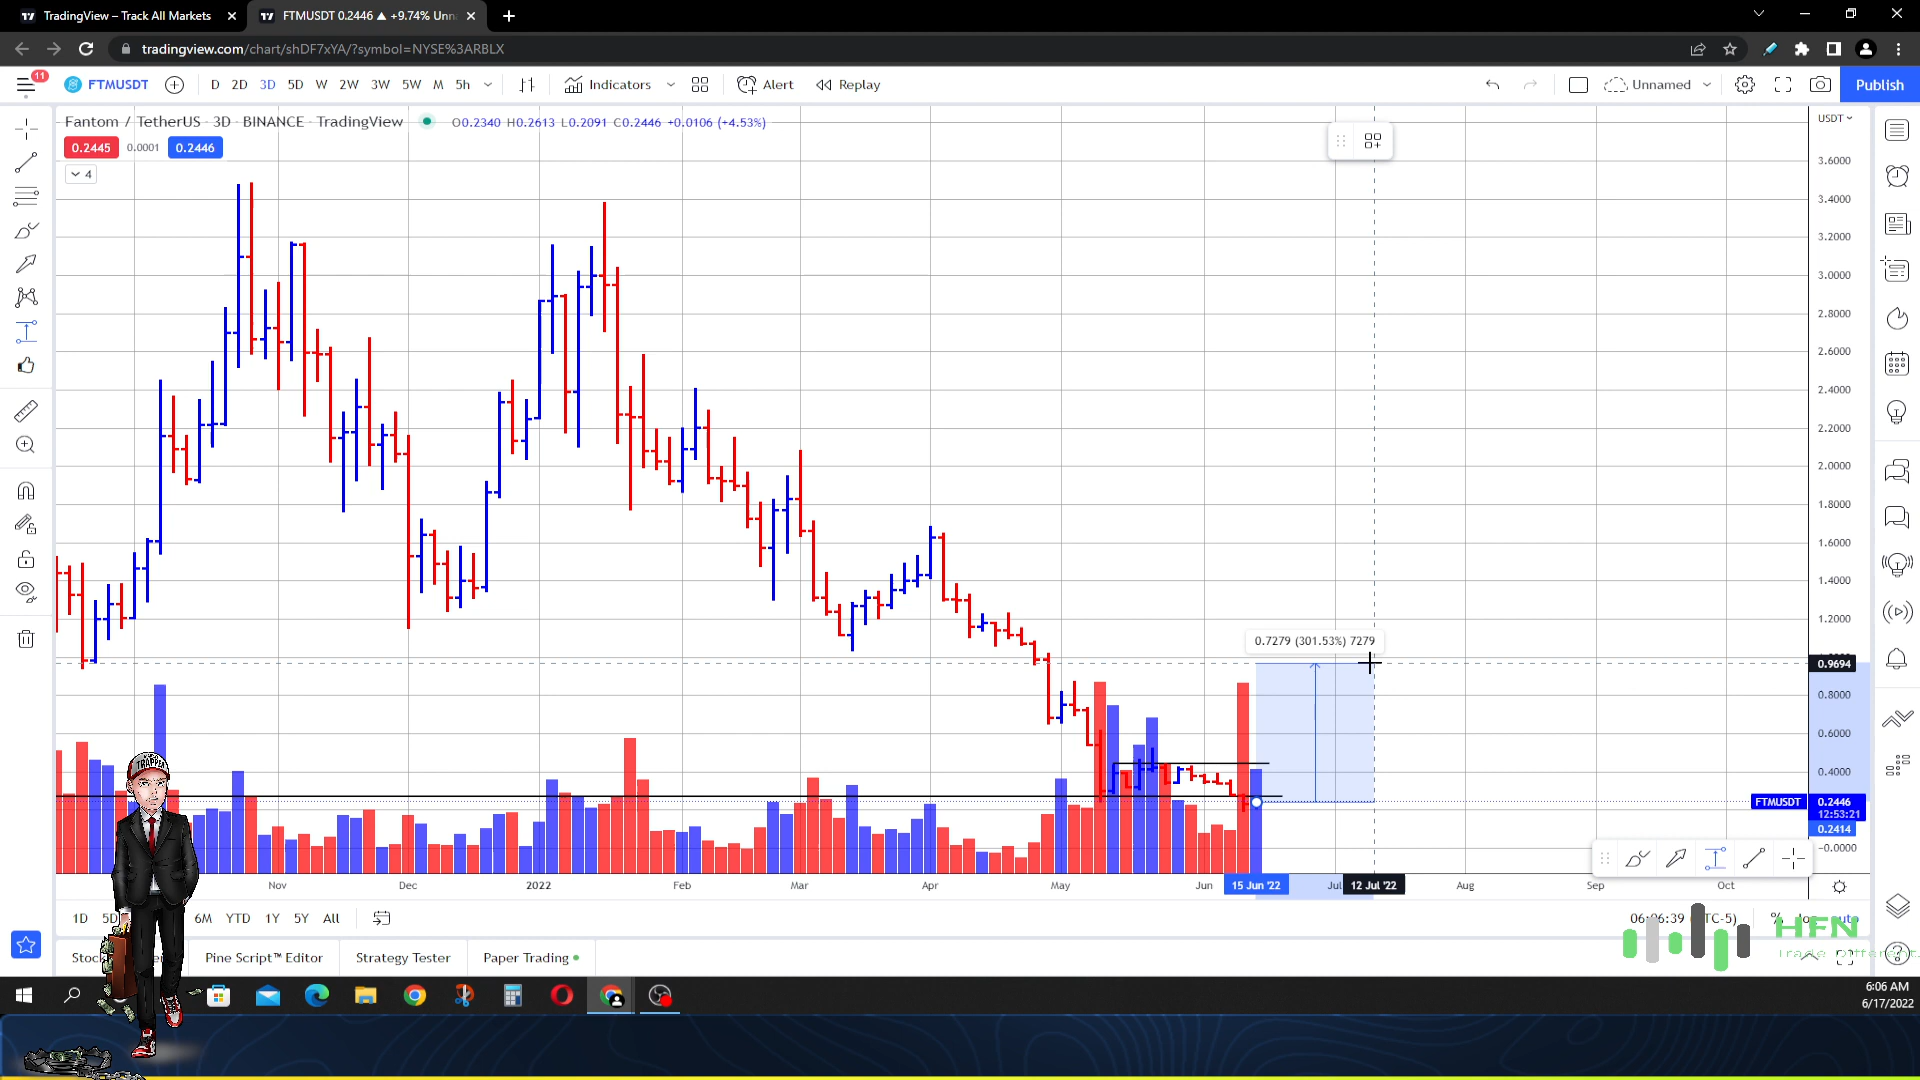 TradingView – Track All Markets
FTMUSDT 0.2446 ▲ +9.74% Unn
tradingview.com/chart/shDF7xYA/?symbol=NYSE%3ARBLX
11
FTMUSDT
D 2D 3D 5D W 2W 3W 5W M 5h
Indicators
Alert
Replay
Unnamed
Publish
Fantom / TetherUS · 3D · BINANCE · TradingView
O0.2340 H0.2613 L0.2091 C0.2446 +0.0106 (+4.53%)
USDT
0.2445 0.0001 0.2446
4
3.6000
3.4000
3.2000
3.0000
2.8000
2.6000
2.4000
2.2000
2.0000
1.8000
1.6000
1.4000
1.2000
0.7279 (301.53%) 7279
0.9694
0.8000
0.6000
0.4000
FTMUSDT 0.2446
12:53:21
0.2414
-0.0000
TRAPPER
Nov Dec 2022 Feb Mar Apr May Jun 15 Jun '22 Jul 12 Jul '22 Aug Sep Oct
1D 5D 6M YTD 1Y 5Y All
%
HFN
Pine Script™ Editor
Strategy Tester
Paper Trading
6:06 AM
6/17/2022